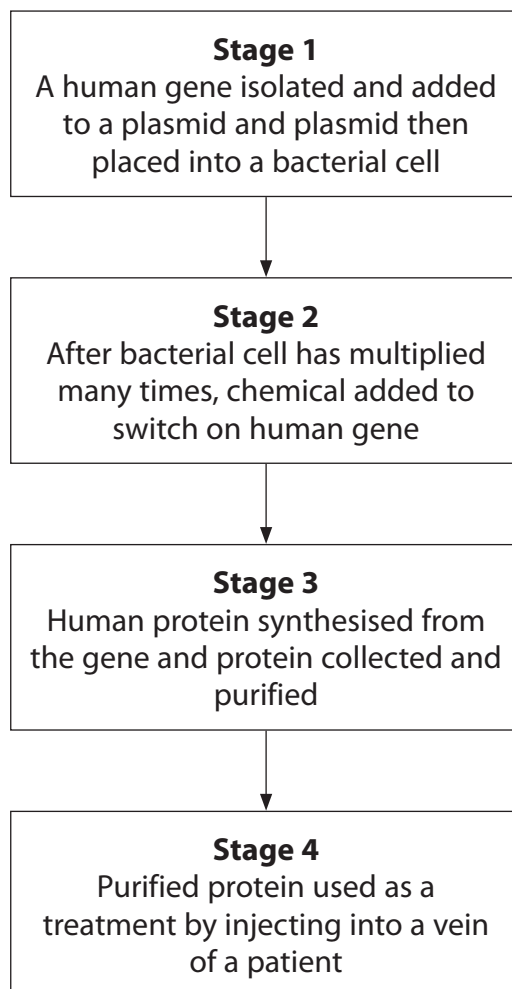 Stage 1
A human gene isolated and added
to a plasmid and plasmid then
placed into a bacterial cell
Stage 2
After bacterial cell has multiplied
many times, chemical added to
switch on human gene
Stage 3
Human protein synthesised from
the gene and protein collected and
purified
Stage 4
Purified protein used as a
treatment by injecting into a vein
of a patient